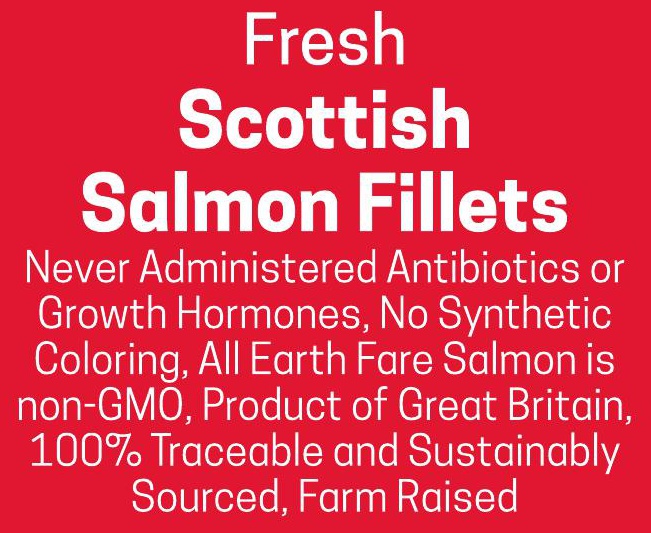 Fresh
Scottish
Salmon Fillets
Never Administered Antibiotics or
Growth Hormones, No Synthetic
Coloring, All Earth Fare Salmon is
non-GMO, Product of Great Britain,
100% Traceable and Sustainably
Sourced, Farm Raised